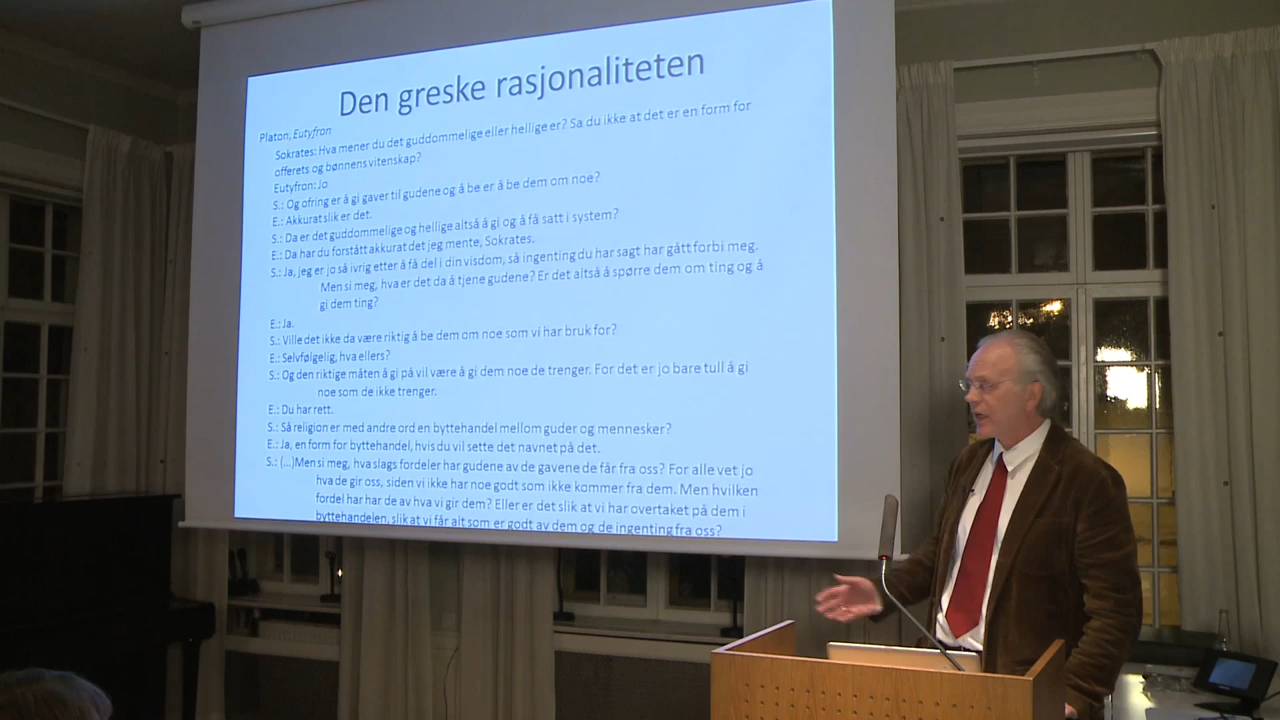 Den greske rasjonaliteten
Platon, Eutyfron
Sokrates: Hva mener du det guddommelige eller hellige er? Sa du ikke at det er en form for
offerets og bønnens vitenskap?
Eutyfron: Jo
S.: Og ofring er å gi gaver til gudene og å be er å be dem om noe?
E.: Akkurat slik er det.
S.: Da er det guddommelige og hellige altså å gi og å få satt i system?
E.: Da har du forstått akkurat det jeg mente, Sokrates.
S.: Ja, jeg er jo så ivrig etter å få del i din visdom, så ingenting du har sagt har gått forbi meg.
Men si meg, hva er det da å tjene gudene? Er det altså å spørre dem om ting og å
gi dem ting?
E.: Ja.
S.: Ville det ikke da være riktig å be dem om noe som vi har bruk for?
E.: Selvfølgelig, hva ellers?
S.: Og den riktige måten å gi på vil være å gi dem noe de trenger. For det er jo bare tull å gi
noe som de ikke trenger.
E.: Du har rett.
S.: Så religion er med andre ord en byttehandel mellom guder og mennesker?
E.: Ja, en form for byttehandel, hvis du vil sette det navnet på det.
S.: (...)Men si meg, hva slags fordeler har gudene av de gavene de får fra oss? For alle vet jo
hva de gir oss, siden vi ikke har noe godt som ikke kommer fra dem. Men hvilken
fordel har har de av hva vi gir dem? Eller er det slik at vi har overtaket på dem i
byttehandelen, slik at vi får alt som er godt av dem og de ingenting fra oss?